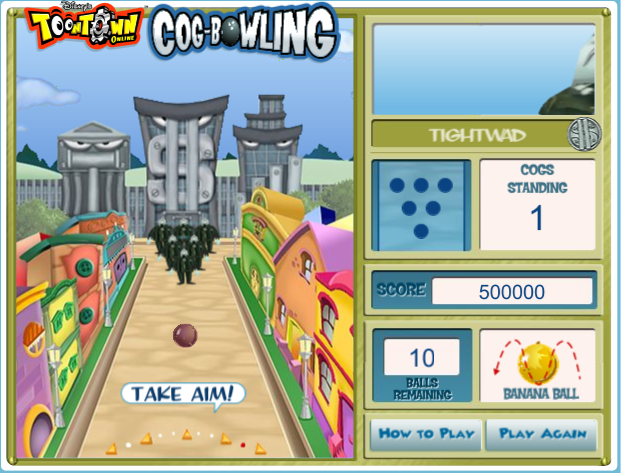 Disney's
TOONTOWN
ONLINE
COG-BOWLING
TIGHTWAD
COGS
STANDING
1
SCORE
500000
10
BALLS
REMAINING
BANANA BALL
TAKE AIM!
HOW TO PLAY
PLAY AGAIN